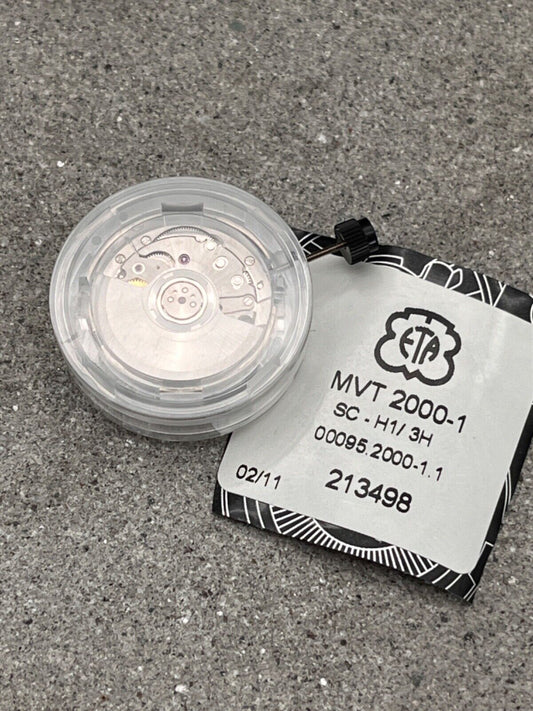 ETA
MVT 2000-1
SC - H1/ 3H
00095.2000-1.1
02/11 213498